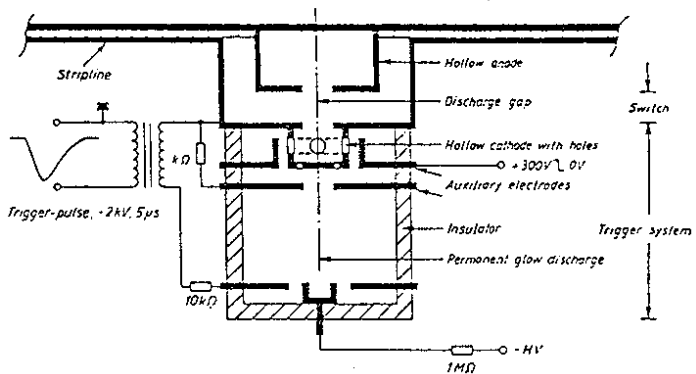 Stripline
Hollow anode
Discharge gap
Switch
Hollow cathode with holes
kΩ
+300V 0V
Auxiliary electrodes
Trigger-pulse, -2kV, 5µs
Insulator
Trigger system
Permanent glow discharge
10kΩ
-HV
1MΩ